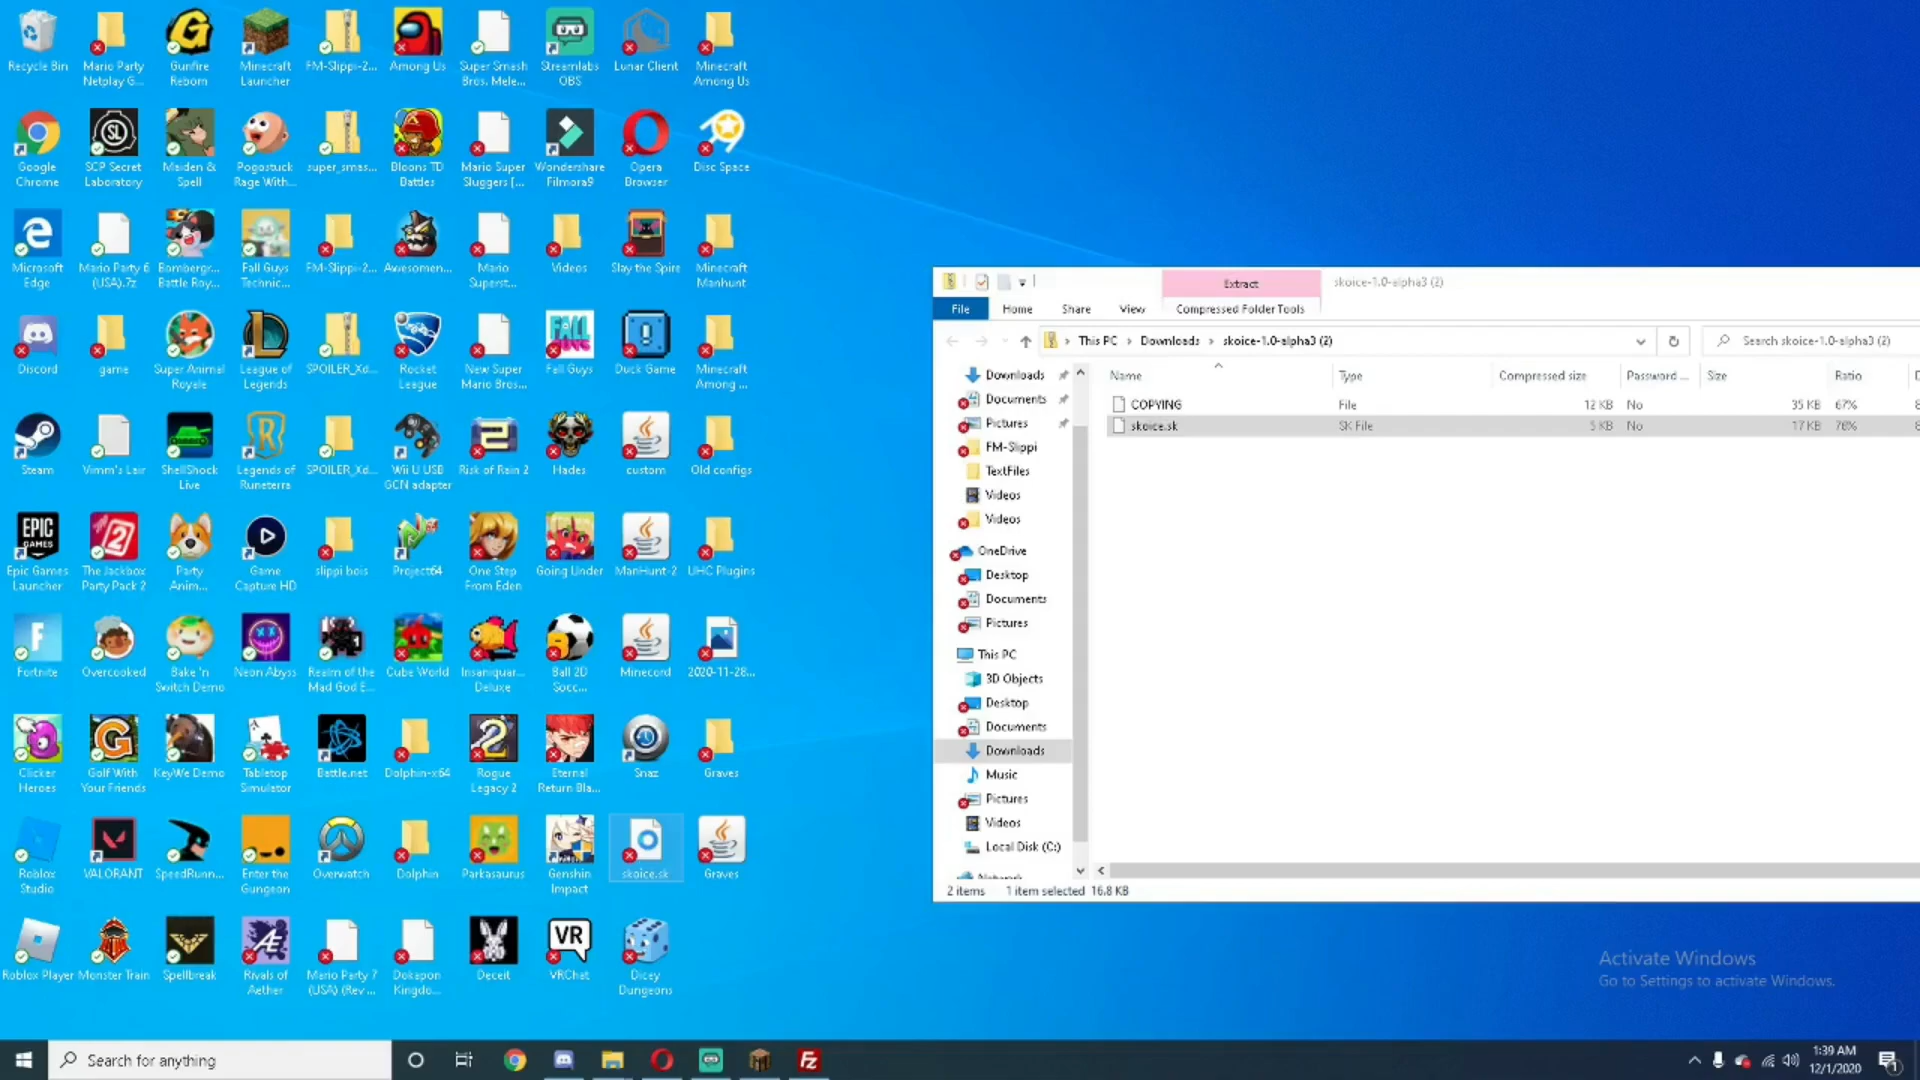 Recycle Bin
Mario Party
Netplay G...
Gunfire
Reborn
Minecraft
Launcher
FM-Slippi-2...
Among Us
Super Smash
Bros. Mele...
Streamlabs
OBS
Lunar Client
Minecraft
Among Us
Google
Chrome
SCP Secret
Laboratory
Maiden &
Spell
Pogostuck
Rage With...
super_smas...
Bloons TD
Battles
Mario Super
Sluggers [...
Wondershare
Filmora9
Opera
Browser
Disc Space
Microsoft
Edge
Mario Party 6
(USA).7z
Bombergr...
Battle Roy...
Fall Guys
Technic...
FM-Slippi-2...
Awesomen...
Mario
Superst...
Videos
Slay the Spire
Minecraft
Manhunt
Discord
game
Super Animal
Royale
League of
Legends
SPOILER_Xd...
Rocket
League
New Super
Mario Bros...
FALL
Fall Guys
Duck Game
Minecraft
Among ...
Steam
Vimm's Lair
ShellShock
Live
Legends of
Runeterra
SPOILER_Xd...
Wii U USB
GCN adapter
Risk of Rain 2
Hades
custom
Old configs
EPIC
GAMES
Epic Games
Launcher
The Jackbox
Party Pack 2
Party
Anim...
Game
Capture HD
slippi bois
Project64
One Step
From Eden
Going Under
ManHunt-2
UHC Plugins
Fortnite
Overcooked
Bake 'n
Switch Demo
Neon Abyss
Realm of the
Mad God E...
Cube World
Insaniquar...
Deluxe
Ball 2D
Socc...
Minecord
2020-11-28...
Clicker
Heroes
Golf With
Your Friends
KeyWe Demo
Tabletop
Simulator
Battle.net
Dolphin-x64
Rogue
Legacy 2
Eternal
Return Bla...
Snaz
Graves
Roblox
Studio
VALORANT
SpeedRunn...
Enter the
Gungeon
Overwatch
Dolphin
Parkasaurus
Genshin
Impact
skoice.sk
Graves
Roblox Player
Monster Train
Spellbreak
Rivals of
Aether
Mario Party 7
(USA) (Rev ...
Dokapon
Kingdo...
Deceit
VR
VRChat
Dicey
Dungeons
Extract
skoice-1.0-alpha3 (2)
File
Home
Share
View
Compressed Folder Tools
This PC > Downloads > skoice-1.0-alpha3 (2)
Search skoice-1.0-alpha3 (2)
Downloads
Documents
Pictures
FM-Slippi
TextFiles
Videos
Videos
OneDrive
Desktop
Documents
Pictures
This PC
3D Objects
Desktop
Documents
Downloads
Music
Pictures
Videos
Local Disk (C:)
Network
Name Type Compressed size Password ... Size Ratio
COPYING File 12 KB No 35 KB 67%
skoice.sk SK File 5 KB No 17 KB 76%
2 items 1 item selected 16.8 KB
Activate Windows
Go to Settings to activate Windows.
Search for anything
1:39 AM
12/1/2020